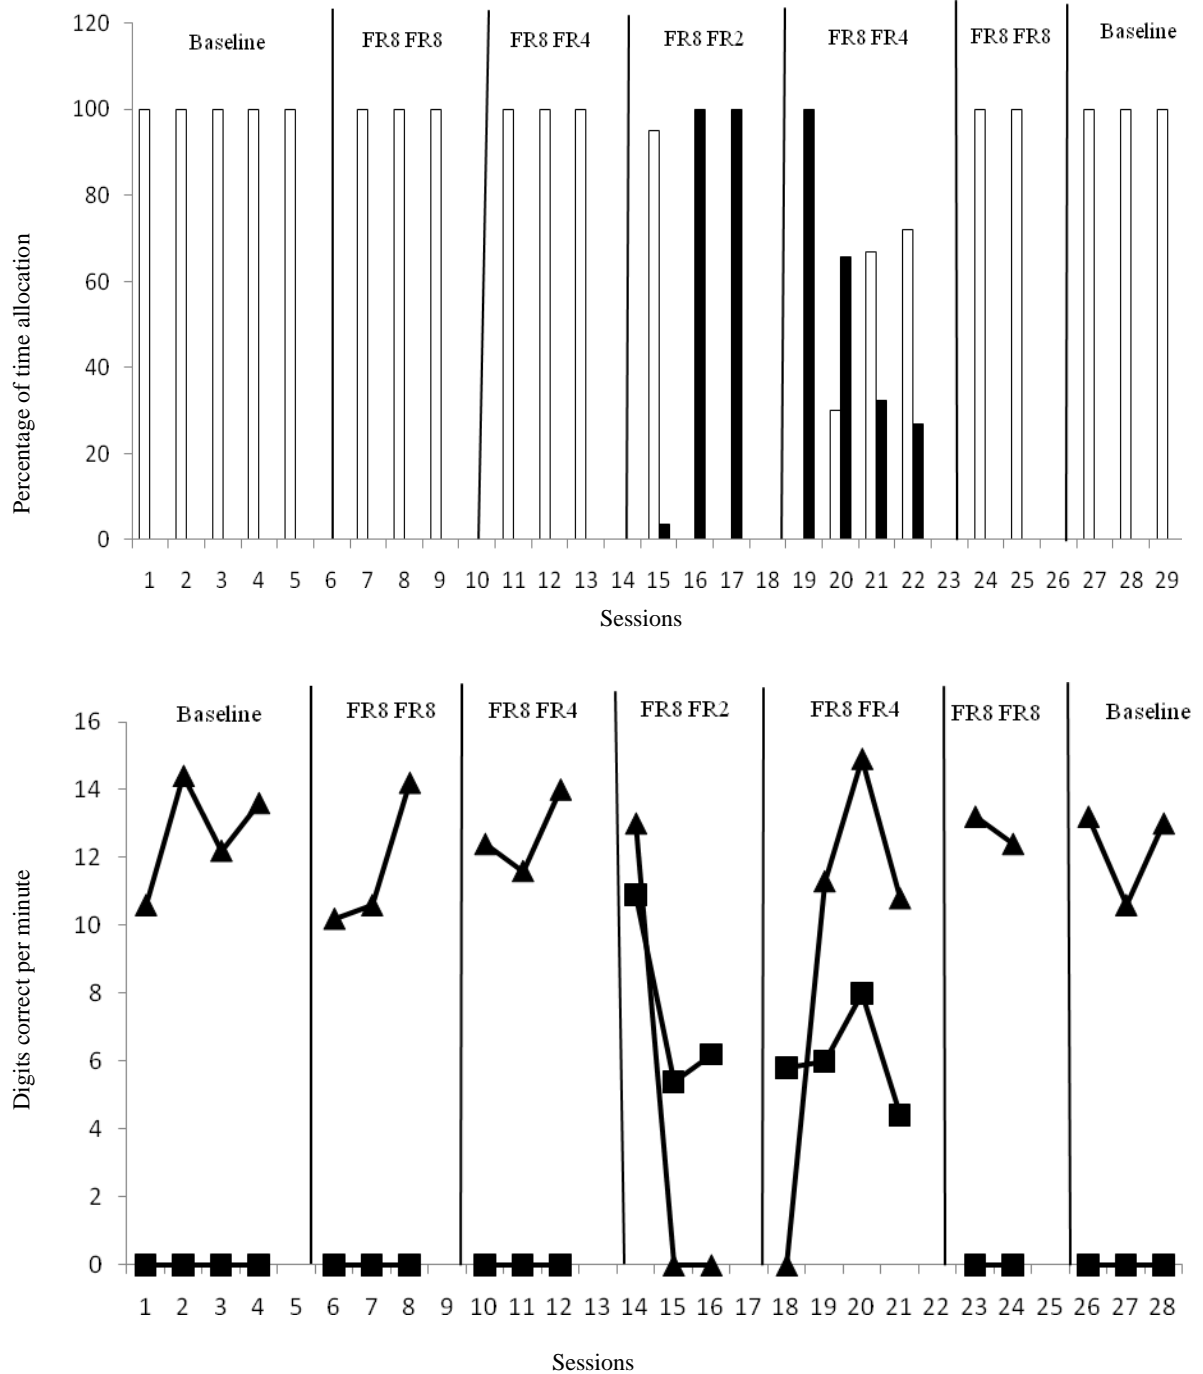 120
Baseline
FR8 FR8
FR8 FR4
FR8 FR2
FR8 FR4
FR8 FR8
Baseline
100
80
60
40
20
0
Percentage of time allocation
1 2 3 4 5 6 7 8 9 10 11 12 13 14 15 16 17 18 19 20 21 22 23 24 25 26 27 28 29
Sessions
Baseline
FR8 FR8
FR8 FR4
FR8 FR2
FR8 FR4
FR8 FR8
Baseline
16
14
12
10
8
6
4
2
0
Digits correct per minute
1 2 3 4 5 6 7 8 9 10 11 12 13 14 15 16 17 18 19 20 21 22 23 24 25 26 27 28
Sessions